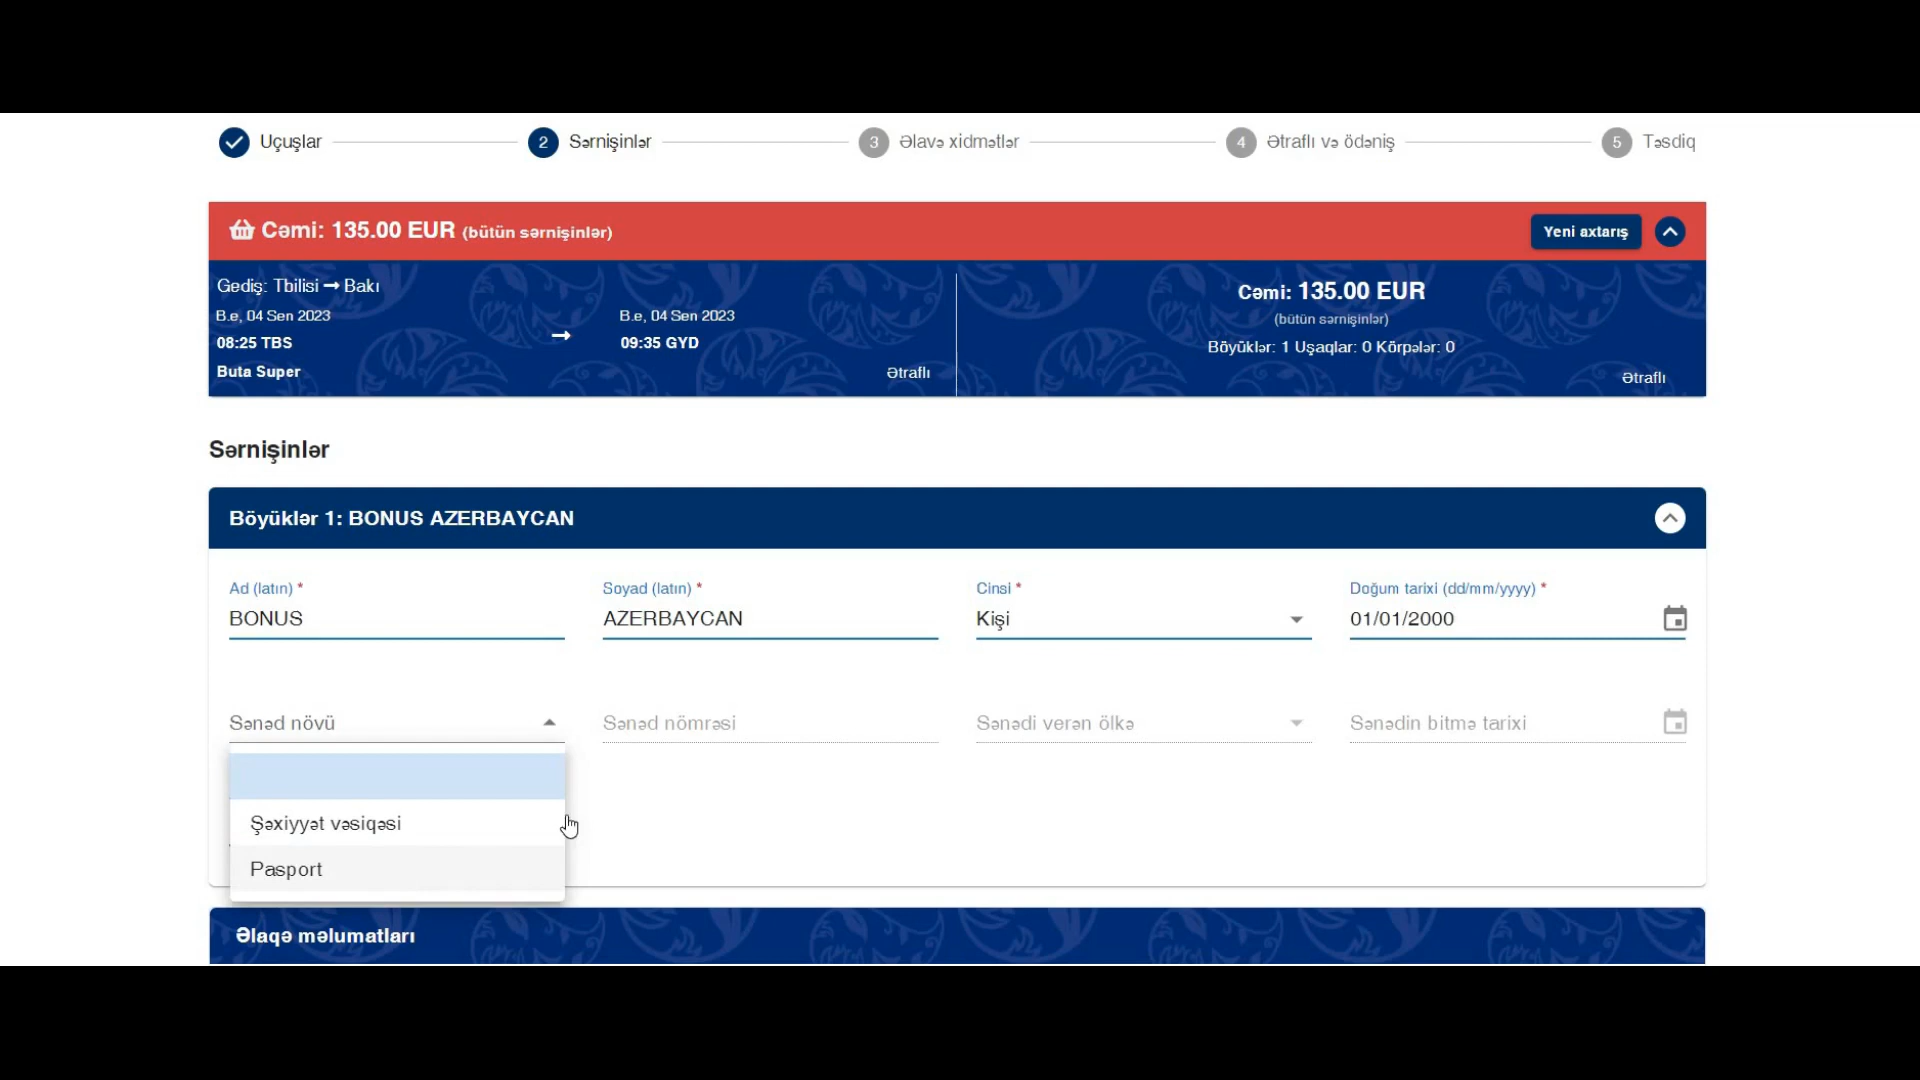 Uçuşlar
2 Sərnişinlər
3 Əlavə xidmətlər
4 Ətraflı və ödəniş
5 Təsdiq
Cəmi: 135.00 EUR (bütün sərnişinlər)
Yeni axtarış
Gediş: Tbilisi → Bakı
B.e, 04 Sen 2023
08:25 TBS
Buta Super
→
B.e, 04 Sen 2023
09:35 GYD
Ətraflı
Cəmi: 135.00 EUR
(bütün sərnişinlər)
Böyüklər: 1 Uşaqlar: 0 Körpələr: 0
Ətraflı
Sərnişinlər
Böyüklər 1: BONUS AZERBAYCAN
Ad (latın) *
BONUS
Soyad (latın) *
AZERBAYCAN
Cinsi *
Kişi
Doğum tarixi (dd/mm/yyyy) *
01/01/2000
Sənəd növü
Sənəd nömrəsi
Sənədi verən ölkə
Sənədin bitmə tarixi
Şəxiyyət vəsiqəsi
Pasport
Əlaqə məlumatları